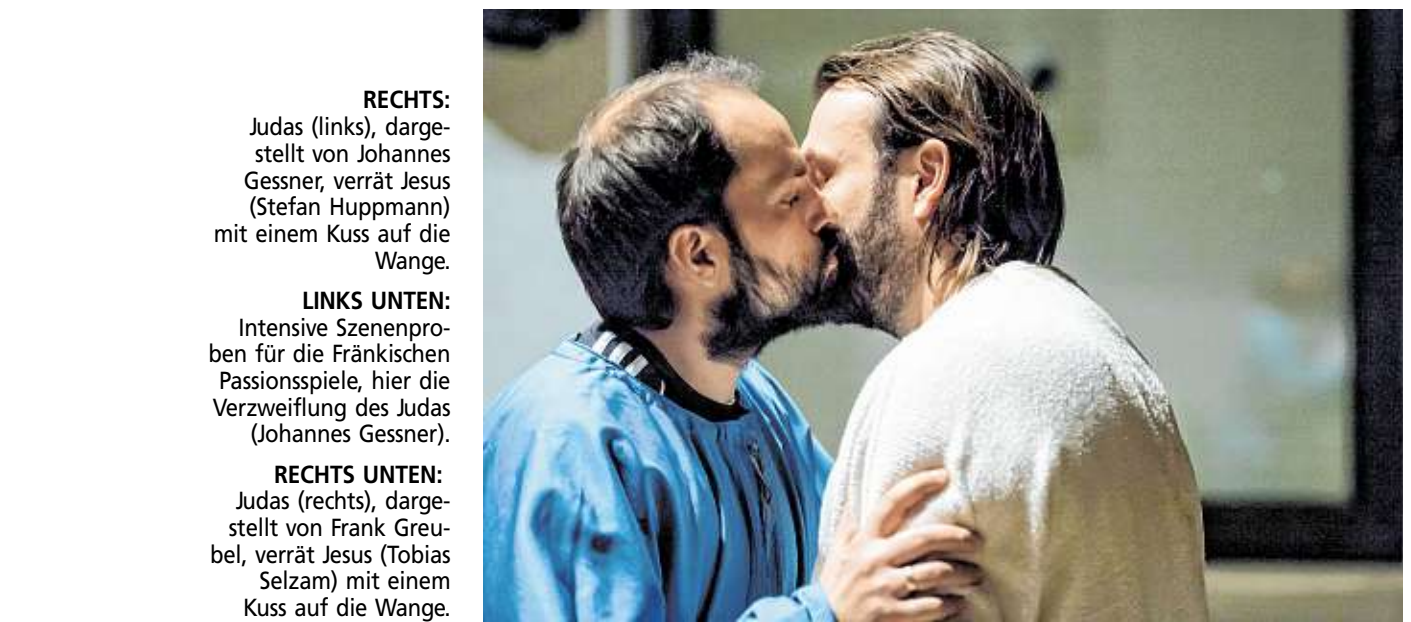 RECHTS:
Judas (links), darge-
stellt von Johannes
Gessner, verrät Jesus
(Stefan Huppmann)
mit einem Kuss auf die
Wange.
LINKS UNTEN:
Intensive Szenenpro-
ben für die Fränkischen
Passionsspiele, hier die
Verzweiflung des Judas
(Johannes Gessner).
RECHTS UNTEN:
Judas (rechts), darge-
stellt von Frank Greu-
bel, verrät Jesus (Tobias
Selzam) mit einem
Kuss auf die Wange.